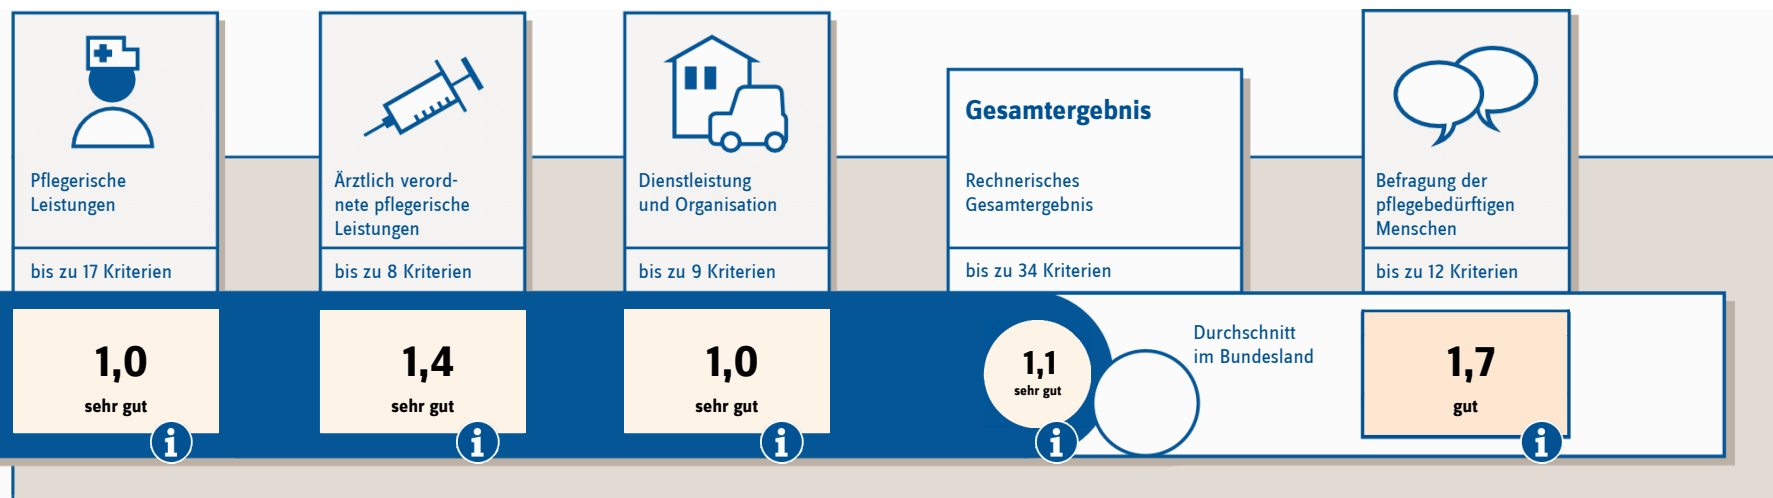 Pflegerische
Leistungen
bis zu 17 Kriterien
1,0
sehr gut
i
Ärztlich verord-
nete pflegerische
Leistungen
bis zu 8 Kriterien
1,4
sehr gut
i
Dienstleistung
und Organisation
bis zu 9 Kriterien
1,0
sehr gut
i
Gesamtergebnis
Rechnerisches
Gesamtergebnis
bis zu 34 Kriterien
1,1
sehr gut
i
Durchschnitt
im Bundesland
Befragung der
pflegebedürftigen
Menschen
bis zu 12 Kriterien
1,7
gut
i